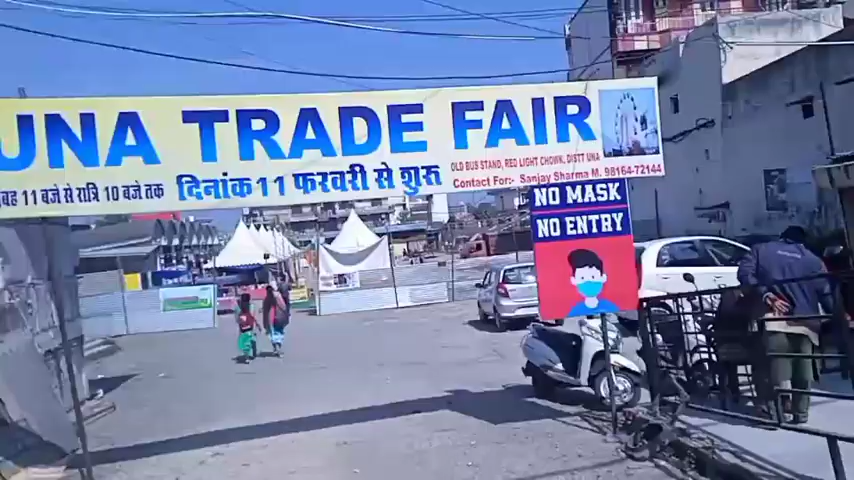 UNA TRADE FAIR
11 बजे से रात्रि 10 बजे तक
दिनांक 11 फरवरी से शुरू
OLD BUS STAND, RED LIGHT CHOWK, DISTT UNA
Contact For:- Sanjay Sharma M. 98164-72144
NO MASK
NO ENTRY